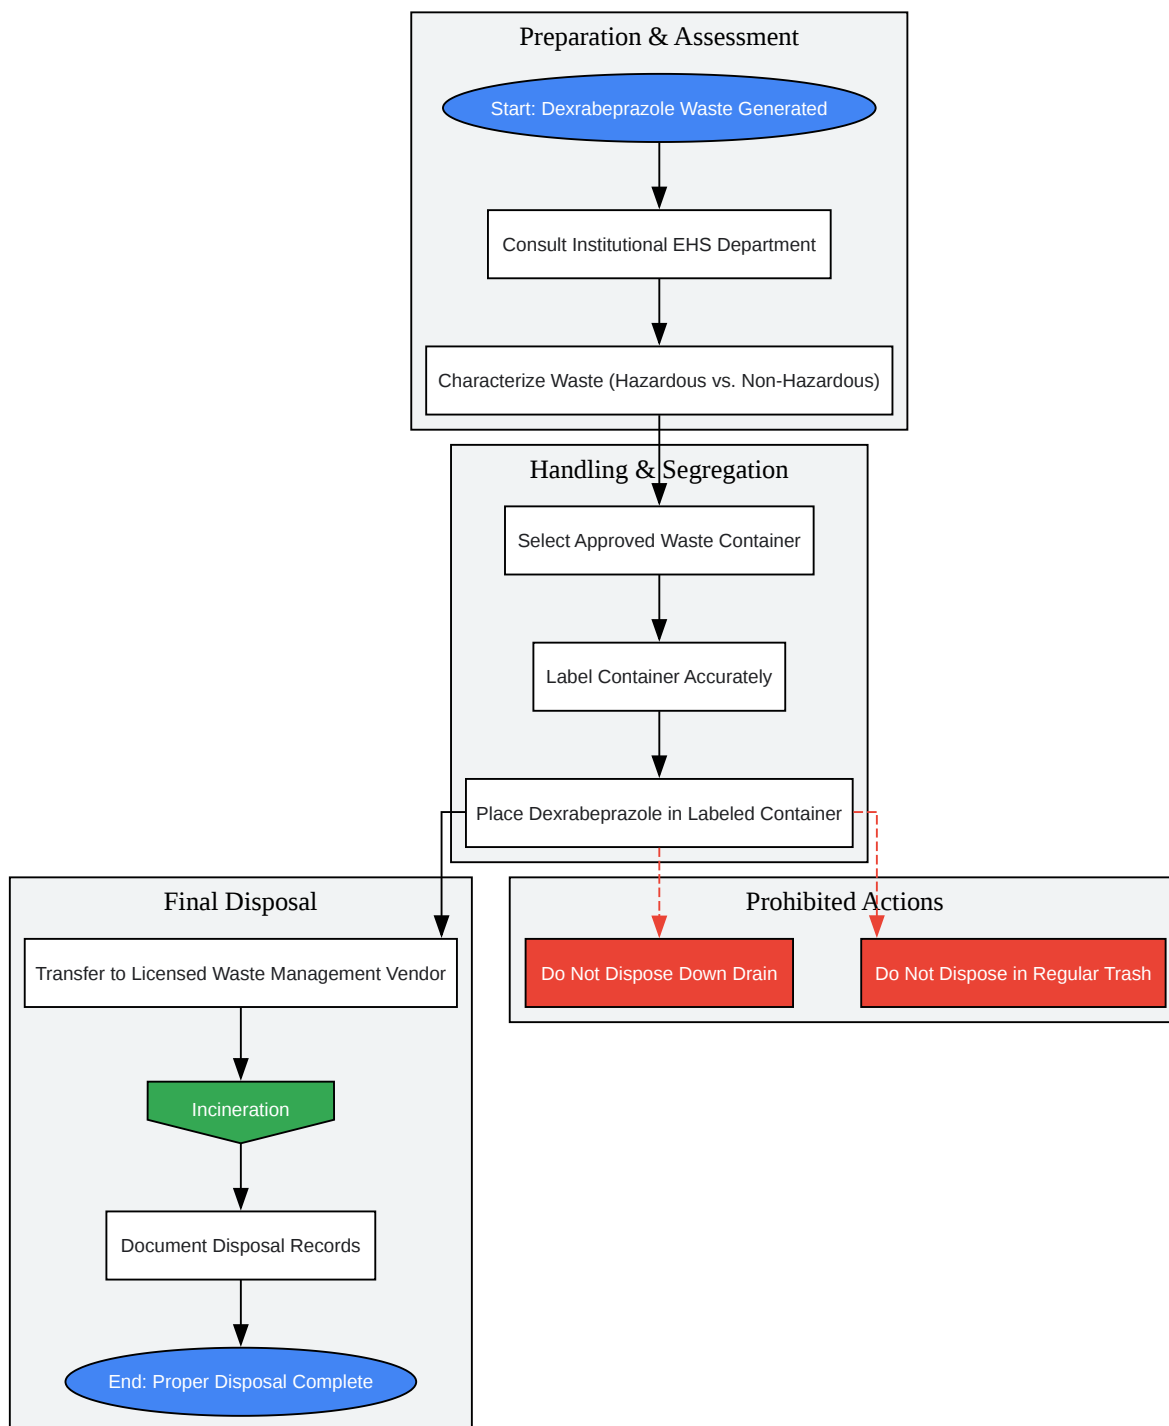 Preparation & Assessment
Start: Dexrabeprazole Waste Generated
Consult Institutional EHS Department
Characterize Waste (Hazardous vs. Non-Hazardous)
Handling & Segregation
Select Approved Waste Container
Label Container Accurately
Place Dexrabeprazole in Labeled Container
Final Disposal
Transfer to Licensed Waste Management Vendor
Incineration
Document Disposal Records
End: Proper Disposal Complete
Prohibited Actions
Do Not Dispose Down Drain
Do Not Dispose in Regular Trash